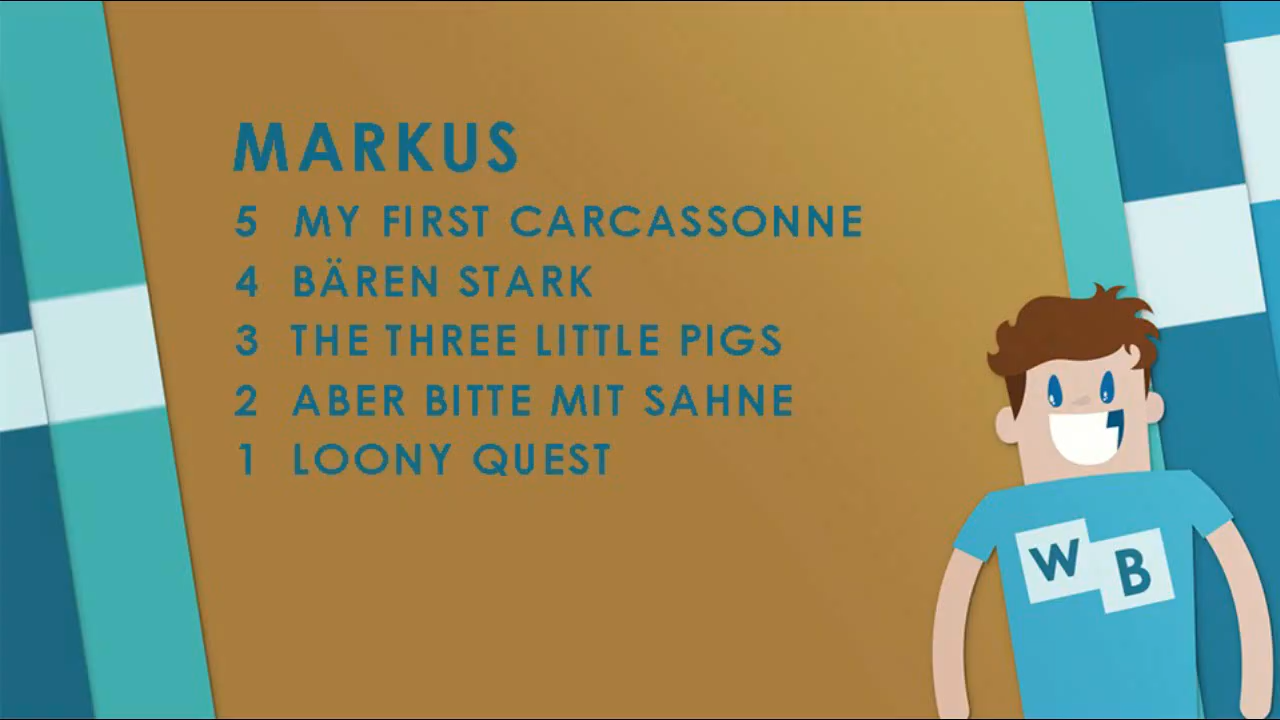 MARKUS
5 MY FIRST CARCASSONNE
4 BÄREN STARK
3 THE THREE LITTLE PIGS
2 ABER BITTE MIT SAHNE
1 LOONY QUEST
W B